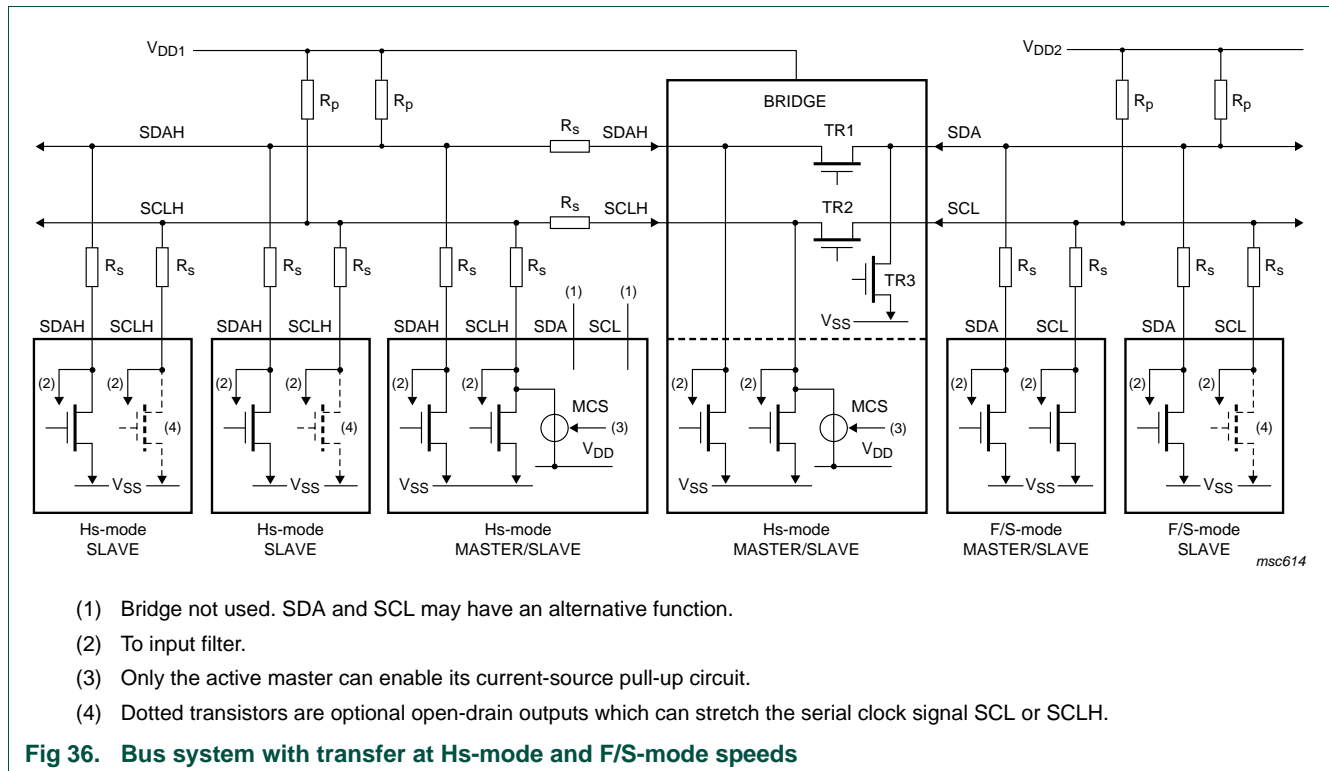 VDD1
VDD2
Rp
Rp
BRIDGE
Rp
Rp
SDAH
Rs
SDAH
TR1
SDA
SCLH
Rs
SCLH
TR2
SCL
Rs
Rs
Rs
Rs
Rs
Rs
Rs
Rs
Rs
Rs
TR3
(1)
(1)
SDAH
SCLH
SDAH
SCLH
SDAH
SCLH
SDA
SCL
VSS
SDA
SCL
SDA
SCL
(2)
(2)
(2)
(2)
(2)
(2)
(2)
(2)
(2)
(2)
(2)
(2)
(4)
(4)
MCS
(3)
MCS
(3)
(4)
VDD
VDD
VSS
VSS
VSS
VSS
VSS
VSS
Hs-mode
SLAVE
Hs-mode
SLAVE
Hs-mode
MASTER/SLAVE
Hs-mode
MASTER/SLAVE
F/S-mode
MASTER/SLAVE
F/S-mode
SLAVE
msc614
(1) Bridge not used. SDA and SCL may have an alternative function.
(2) To input filter.
(3) Only the active master can enable its current-source pull-up circuit.
(4) Dotted transistors are optional open-drain outputs which can stretch the serial clock signal SCL or SCLH.
Fig 36. Bus system with transfer at Hs-mode and F/S-mode speeds